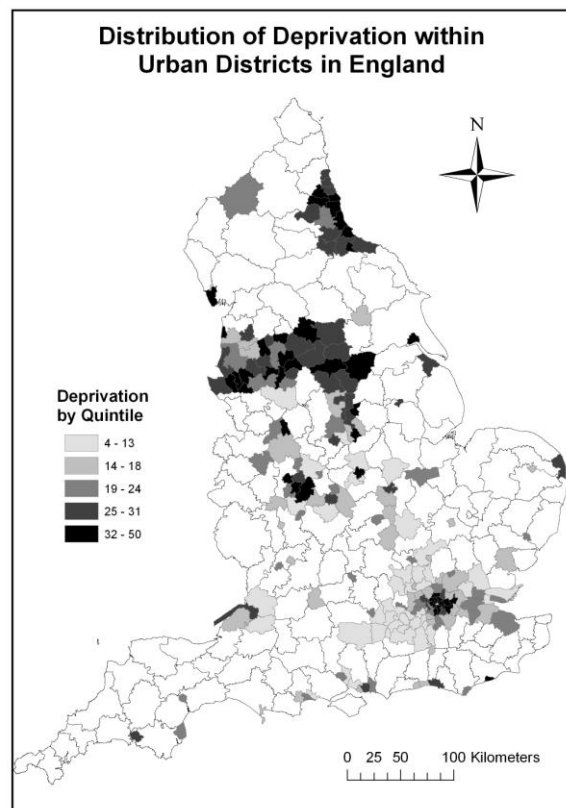 Distribution of Deprivation within
Urban Districts in England
N
Deprivation
by Quintile
4 - 13
14 - 18
19 - 24
25 - 31
32 - 50
0 25 50 100 Kilometers